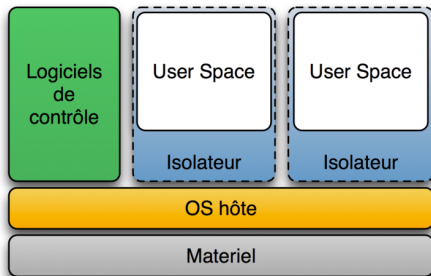 Logiciels
de
contrôle
User Space
Isolateur
User Space
Isolateur
OS hôte
Materiel